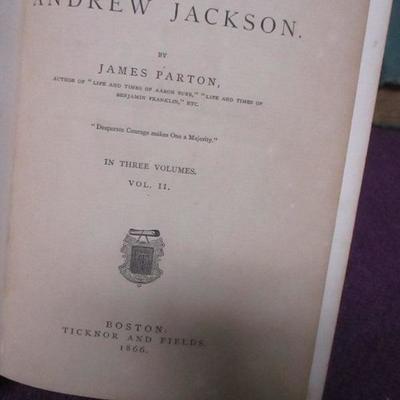 ANDREW JACKSON.
BY
JAMES PARTON,
AUTHOR OF "LIFE AND TIMES OF AARON BURR," "LIFE AND TIMES OF
BENJAMIN FRANKLIN," ETC.
"Desperate Courage makes One a Majority."
IN THREE VOLUMES.
VOL. II.
BOSTON:
TICKNOR AND FIELDS.
1866.